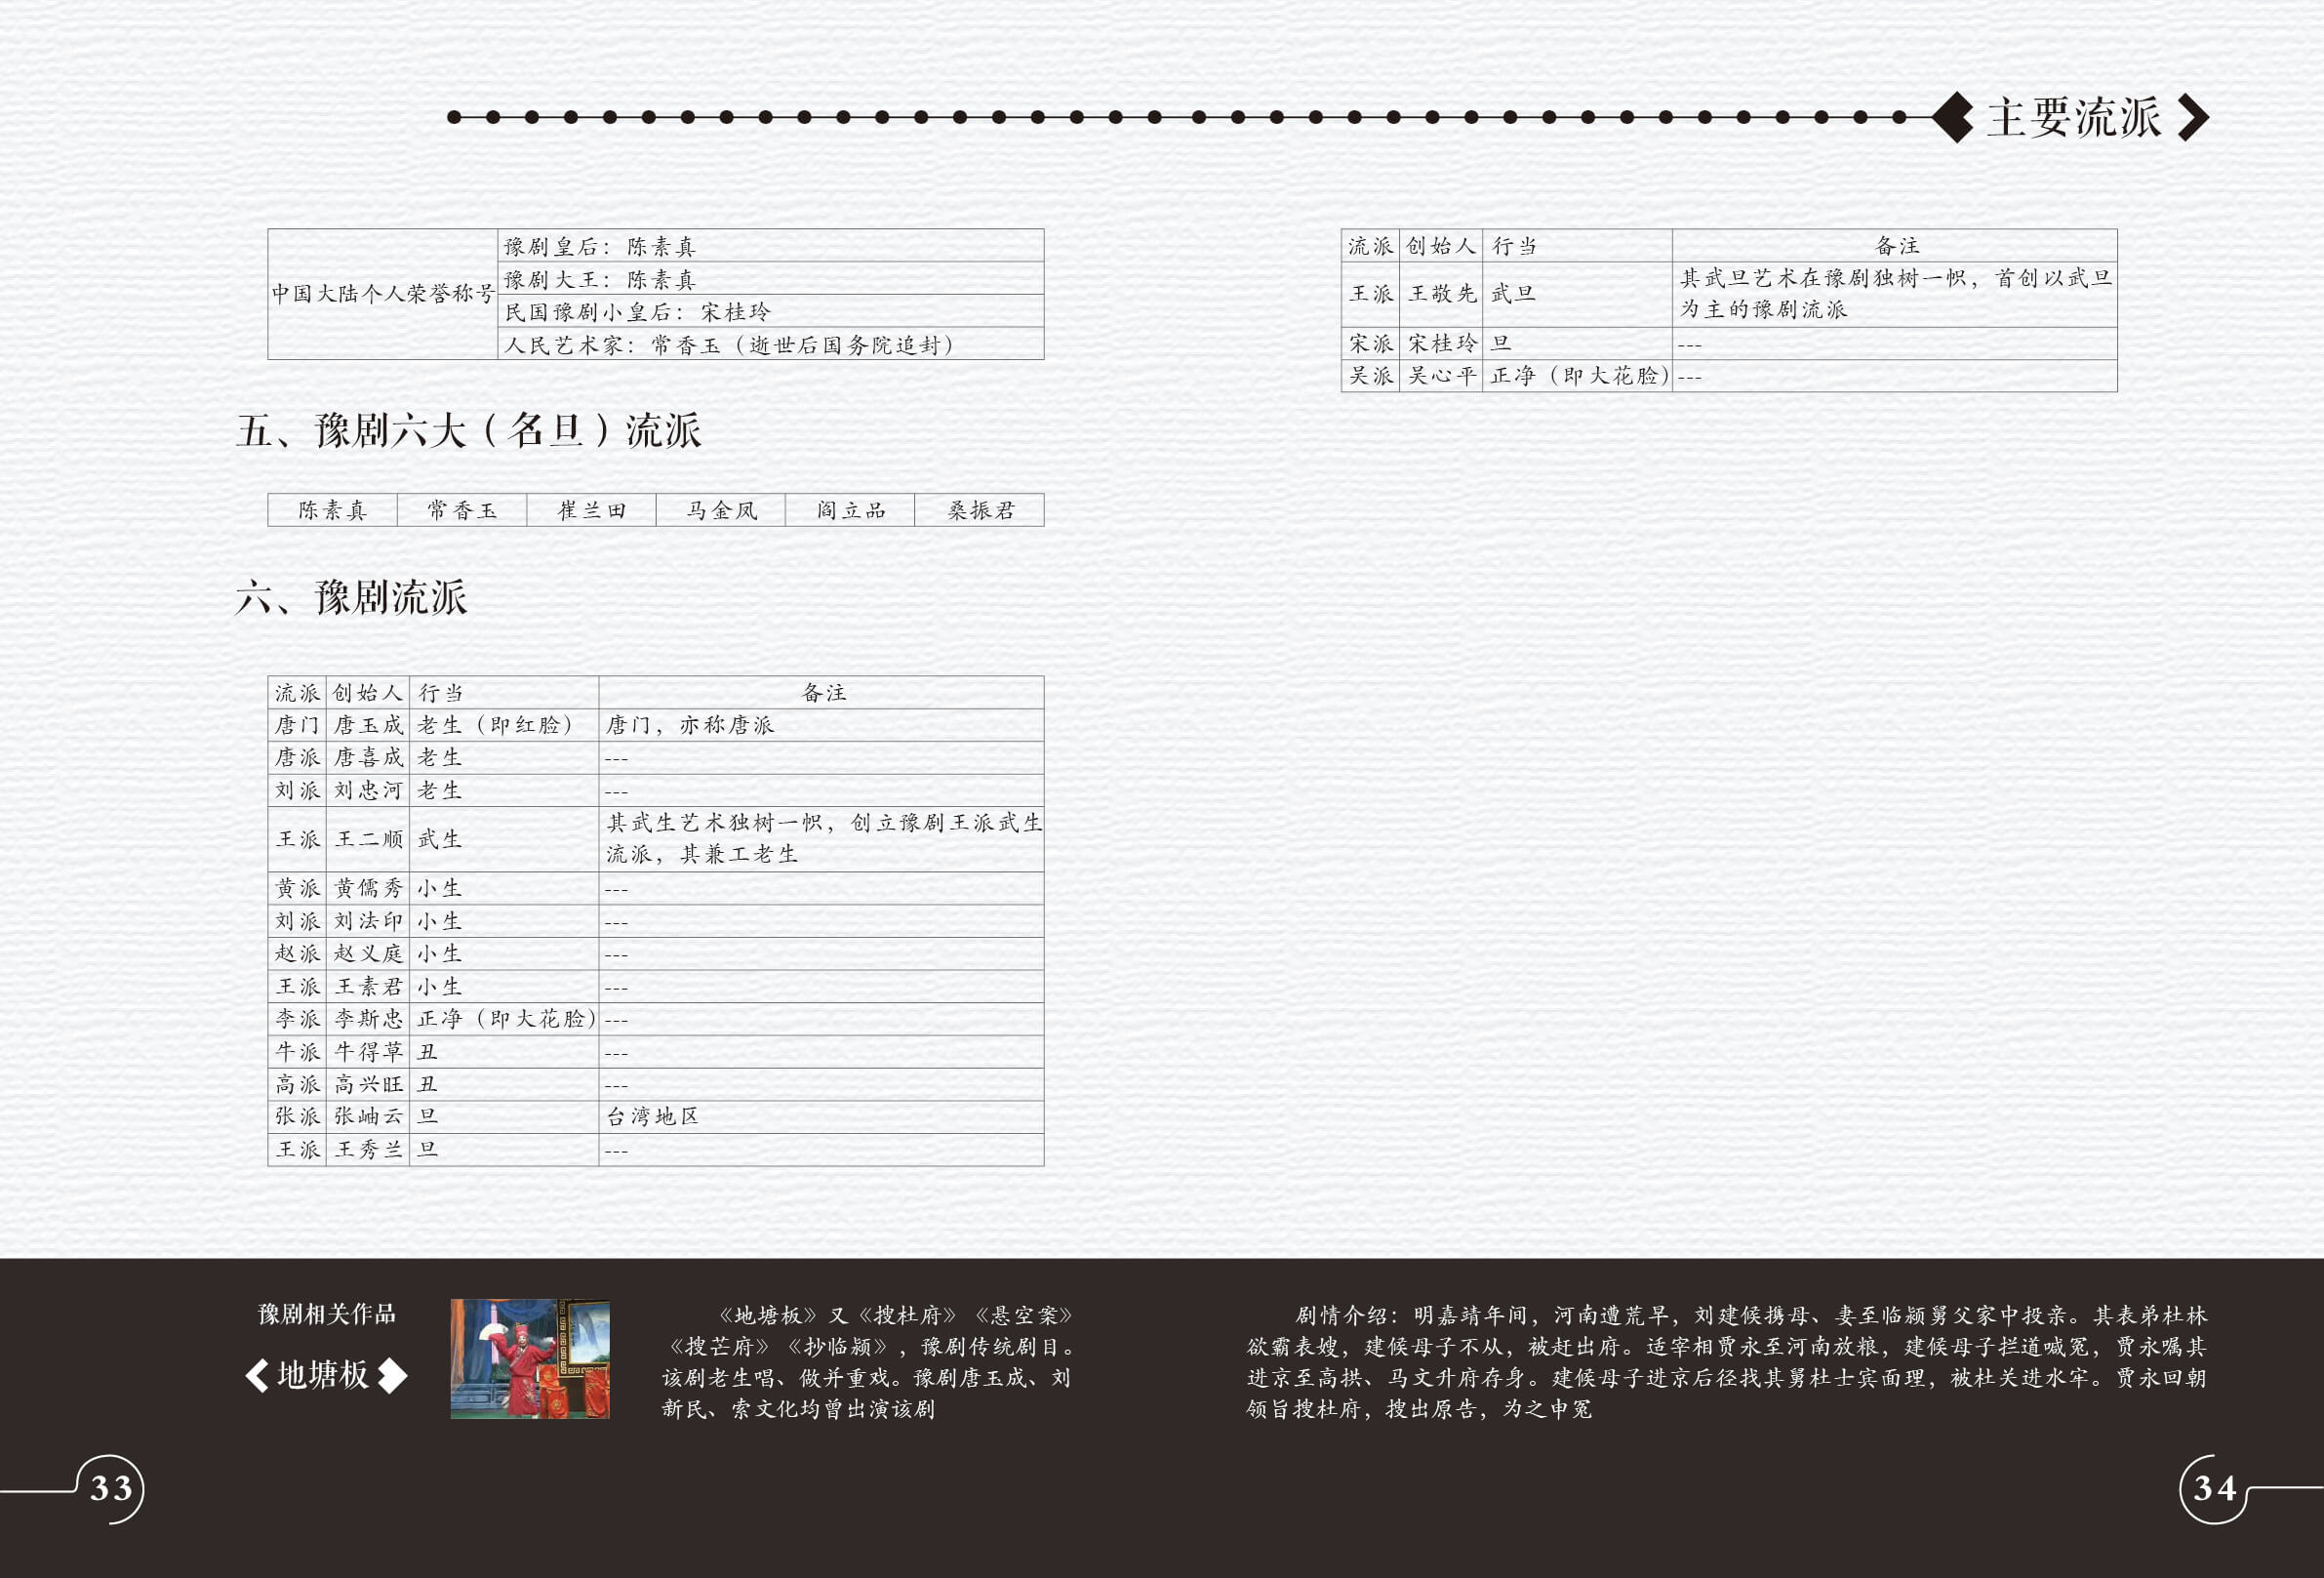 主要流派
中国大陆个人荣誉称号
豫剧皇后：陈素真
豫剧大王：陈素真
民国豫剧小皇后：宋桂玲
人民艺术家：常香玉（逝世后国务院追封）
五、豫剧六大（名旦）流派
陈素真 常香玉 崔兰田 马金凤 阎立品 桑振君
六、豫剧流派
流派 创始人 行当 备注
唐门 唐玉成 老生（即红脸） 唐门，亦称唐派
唐派 唐喜成 老生 ---
刘派 刘忠河 老生 ---
王派 王二顺 武生 其武生艺术独树一帜，创立豫剧王派武生
流派，其兼工老生
黄派 黄儒秀 小生 ---
刘派 刘法印 小生 ---
赵派 赵义庭 小生 ---
王派 王素君 小生 ---
李派 李斯忠 正净（即大花脸） ---
牛派 牛得草 丑 ---
高派 高兴旺 丑 ---
张派 张岫云 旦 台湾地区
王派 王秀兰 旦 ---
流派 创始人 行当 备注
王派 王敬先 武旦 其武旦艺术在豫剧独树一帜，首创以武旦
为主的豫剧流派
宋派 宋桂玲 旦 ---
吴派 吴心平 正净（即大花脸） ---
豫剧相关作品
地塘板
《地塘板》又《搜杜府》《悬空案》
《搜芒府》《抄临颍》，豫剧传统剧目。
该剧老生唱、做并重戏。豫剧唐玉成、刘
新民、索文化均曾出演该剧
剧情介绍：明嘉靖年间，河南遭荒旱，刘建候携母、妻至临颍舅父家中投亲。其表弟杜林
欲霸表嫂，建候母子不从，被赶出府。适宰相贾永至河南放粮，建候母子拦道喊冤，贾永嘱其
进京至高拱、马文升府存身。建候母子进京后径找其舅杜士宾面理，被杜关进水牢。贾永回朝
领旨搜杜府，搜出原告，为之申冤
33
34